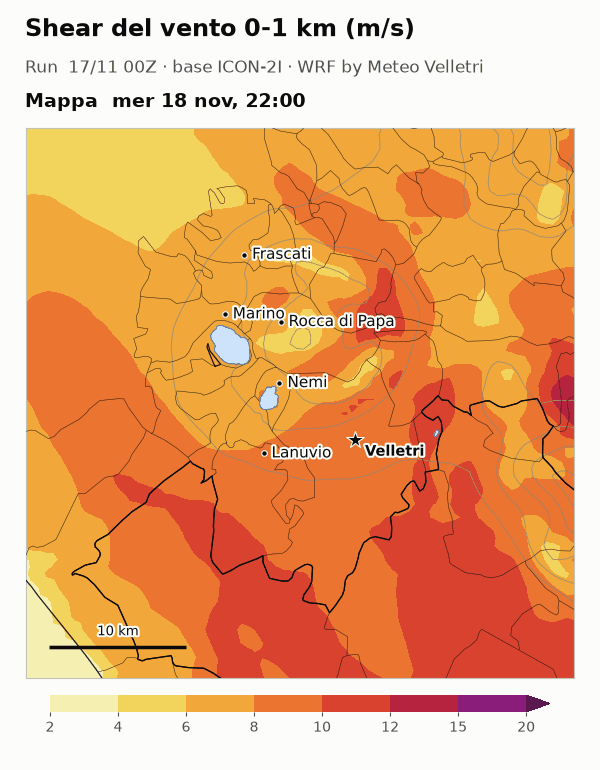 Shear del vento 0-1 km (m/s)
Run  17/11 00Z · base ICON-2I · WRF by Meteo Velletri
Mappa  mer 18 nov, 22:00
Frascati
Marino
Rocca di Papa
Nemi
Velletri
Lanuvio
10 km
2 4 6 8 10 12 15 20